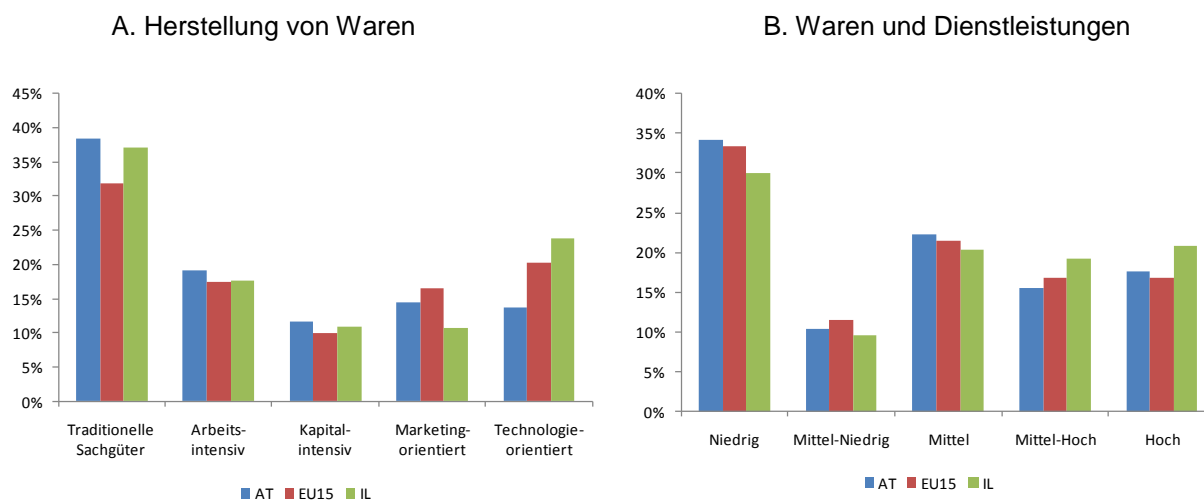 A. Herstellung von Waren
B. Waren und Dienstleistungen
45%
40%
35%
30%
25%
20%
15%
10%
5%
0%
Traditionelle
Sachgüter
Arbeits-
intensiv
Kapital-
intensiv
Marketing-
orientiert
Technologie-
orientiert
AT EU15 IL
40%
35%
30%
25%
20%
15%
10%
5%
0%
Niedrig Mittel-Niedrig Mittel Mittel-Hoch Hoch
AT EU15 IL